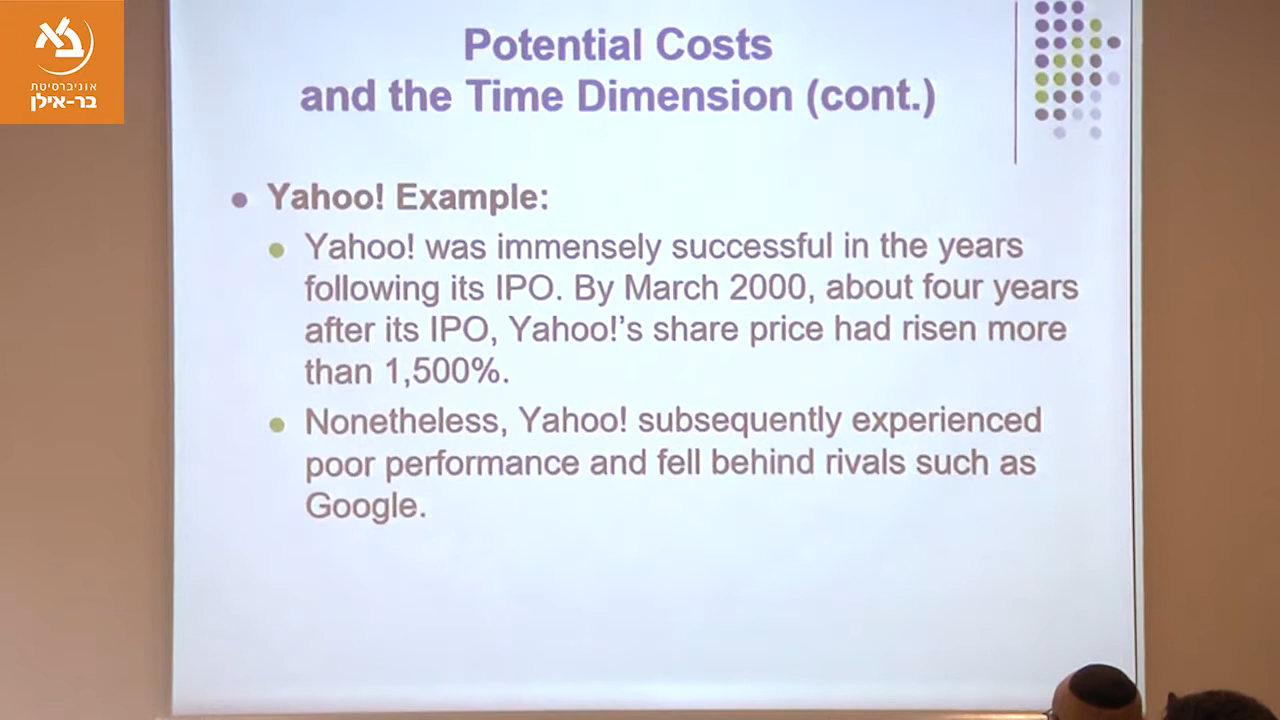 אוניברסיטת
בר-אילן
Potential Costs
and the Time Dimension (cont.)
Yahoo! Example:
Yahoo! was immensely successful in the years
following its IPO. By March 2000, about four years
after its IPO, Yahoo!'s share price had risen more
than 1,500%.
Nonetheless, Yahoo! subsequently experienced
poor performance and fell behind rivals such as
Google.